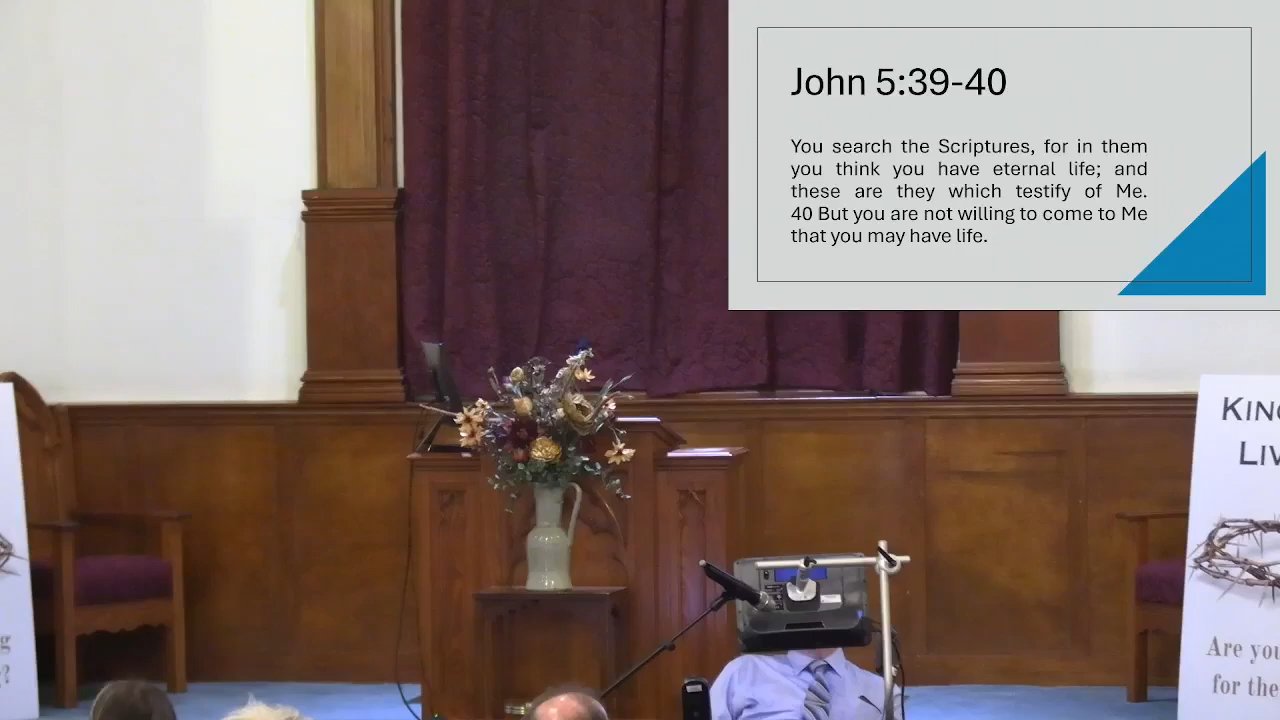 John 5:39-40
You search the Scriptures, for in them
you think you have eternal life; and
these are they which testify of Me.
40 But you are not willing to come to Me
that you may have life.
Are you
for the